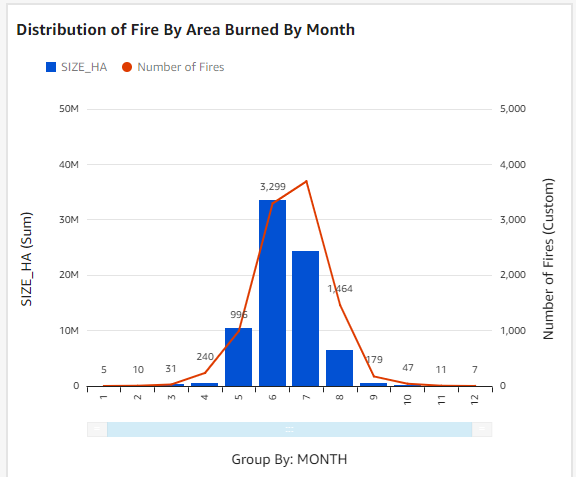 Distribution of Fire By Area Burned By Month
SIZE_HA Number of Fires
50M 5,000
40M 4,000
3,299
30M 3,000
20M 2,000
1,464
995
10M 1,000
240 179
5 10 31 47 11 7
0 0
1 2 3 4 5 6 7 8 9 10 11 12
SIZE_HA (Sum)
Number of Fires (Custom)
Group By: MONTH